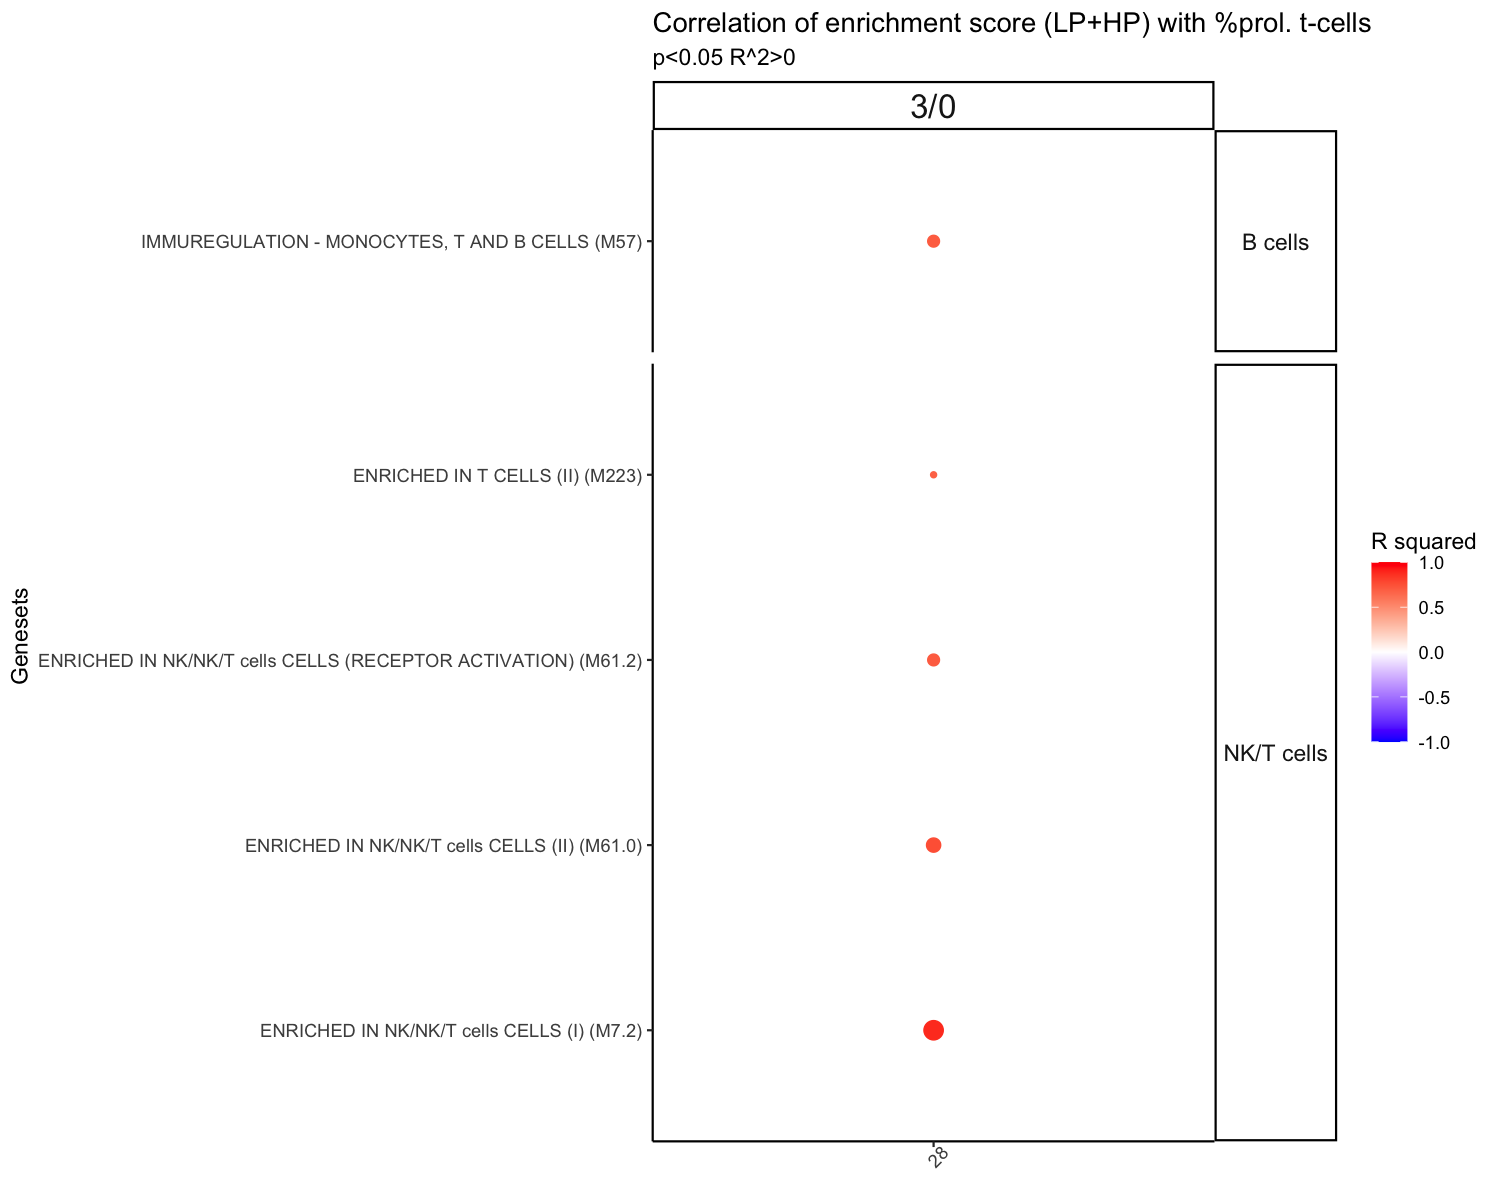 Correlation of enrichment score (LP+HP) with %prol. t-cells
p<0.05 R^2>0
3/0
IMMUREGULATION - MONOCYTES, T AND B CELLS (M57)
B cells
ENRICHED IN T CELLS (II) (M223)
ENRICHED IN NK/NK/T cells CELLS (RECEPTOR ACTIVATION) (M61.2)
ENRICHED IN NK/NK/T cells CELLS (II) (M61.0)
ENRICHED IN NK/NK/T cells CELLS (I) (M7.2)
NK/T cells
Genesets
28
R squared
1.0
0.5
0.0
-0.5
-1.0